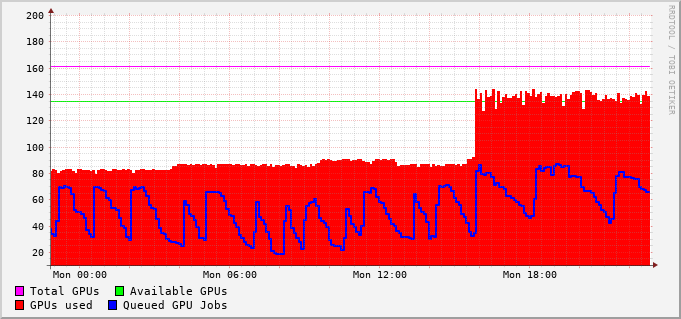 RRDTOOL / TOBI OETIKER
200
180
160
140
120
100
80
60
40
20
Mon 00:00 Mon 06:00 Mon 12:00 Mon 18:00
Total GPUs Available GPUs
GPUs used Queued GPU Jobs